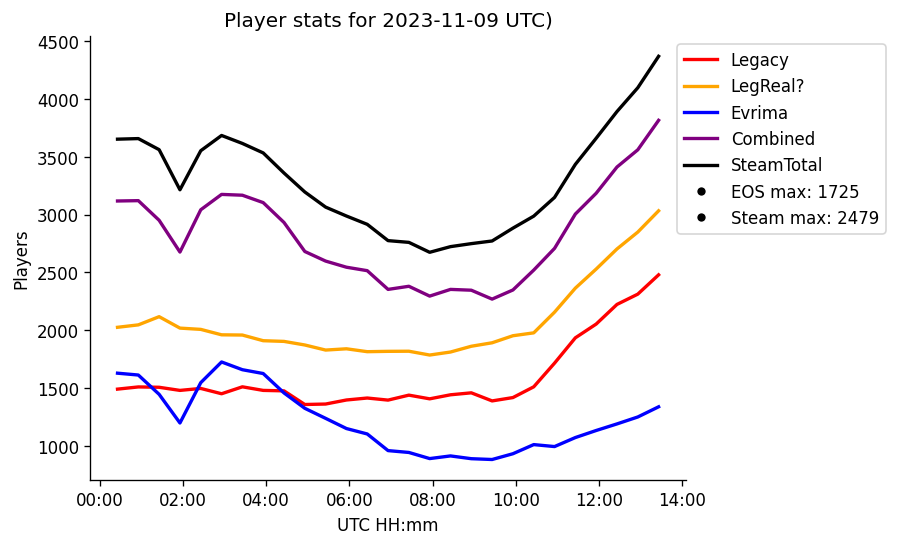 Player stats for 2023-11-09 UTC)
4500
4000
3500
3000
2500
2000
1500
1000
Players
00:00 02:00 04:00 06:00 08:00 10:00 12:00 14:00
UTC HH:mm
Legacy
LegReal?
Evrima
Combined
SteamTotal
EOS max: 1725
Steam max: 2479